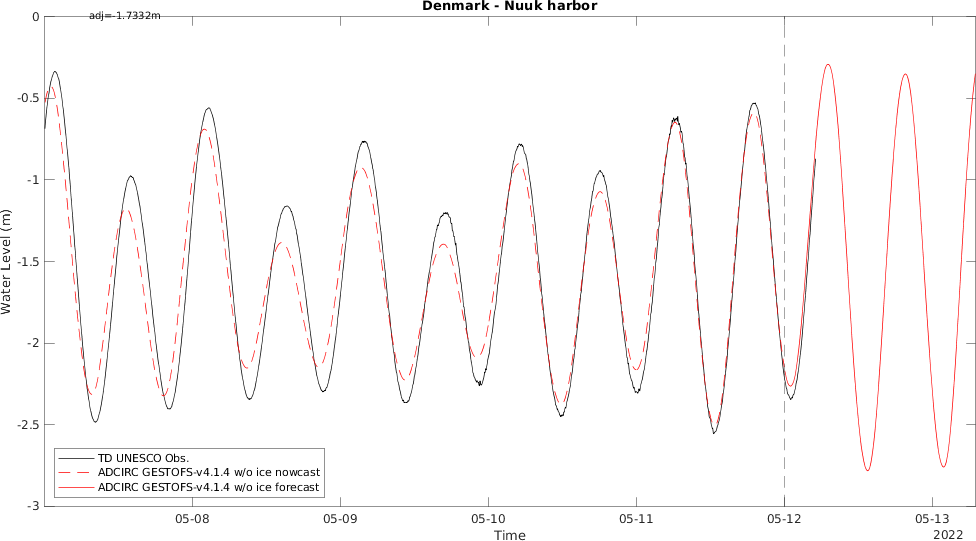 Denmark - Nuuk harbor
adj=-1.7332m
0
-0.5
-1
-1.5
-2
-2.5
-3
Water Level (m)
TD UNESCO Obs.
ADCIRC GESTOFS-v4.1.4 w/o ice nowcast
ADCIRC GESTOFS-v4.1.4 w/o ice forecast
05-08 05-09 05-10 05-11 05-12 05-13
Time
2022